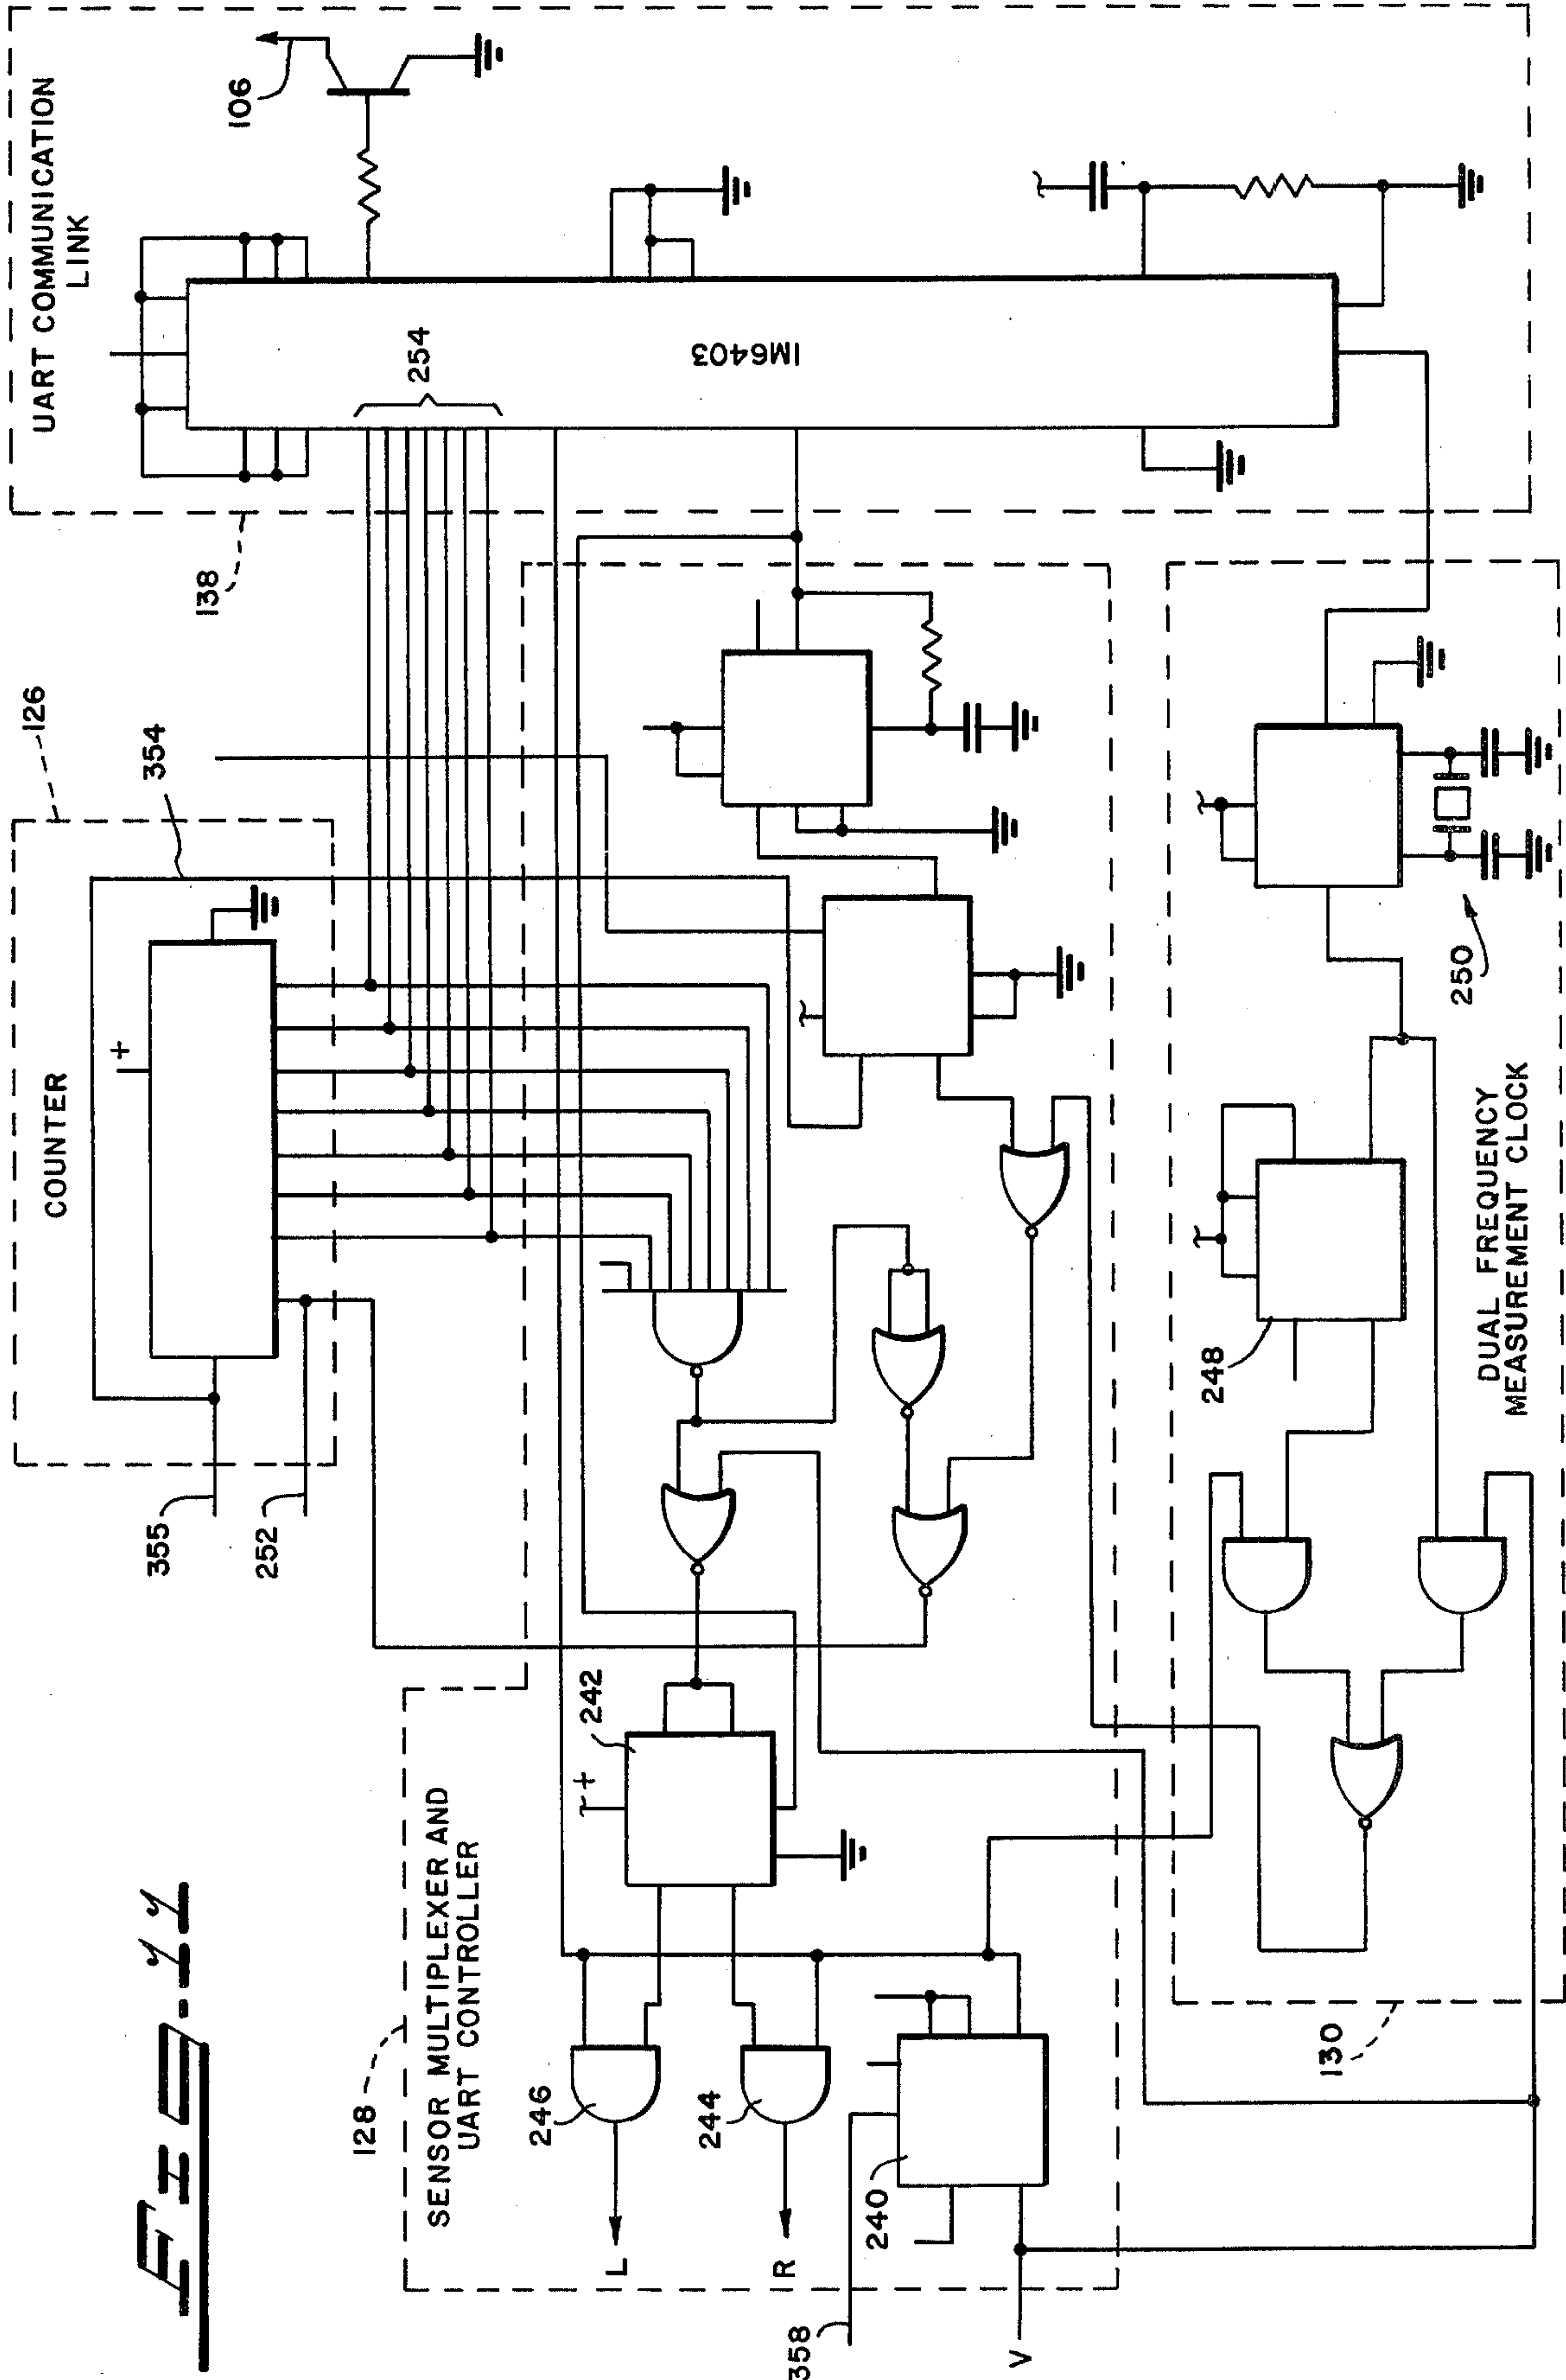 UART COMMUNICATION
LINK
106
254
IM6403
138
126
354
COUNTER
+
355
252
250
DUAL FREQUENCY
MEASUREMENT CLOCK
248
130
242
+
SENSOR MULTIPLEXER AND
UART CONTROLLER
128
246
244
240
L
R
358
V